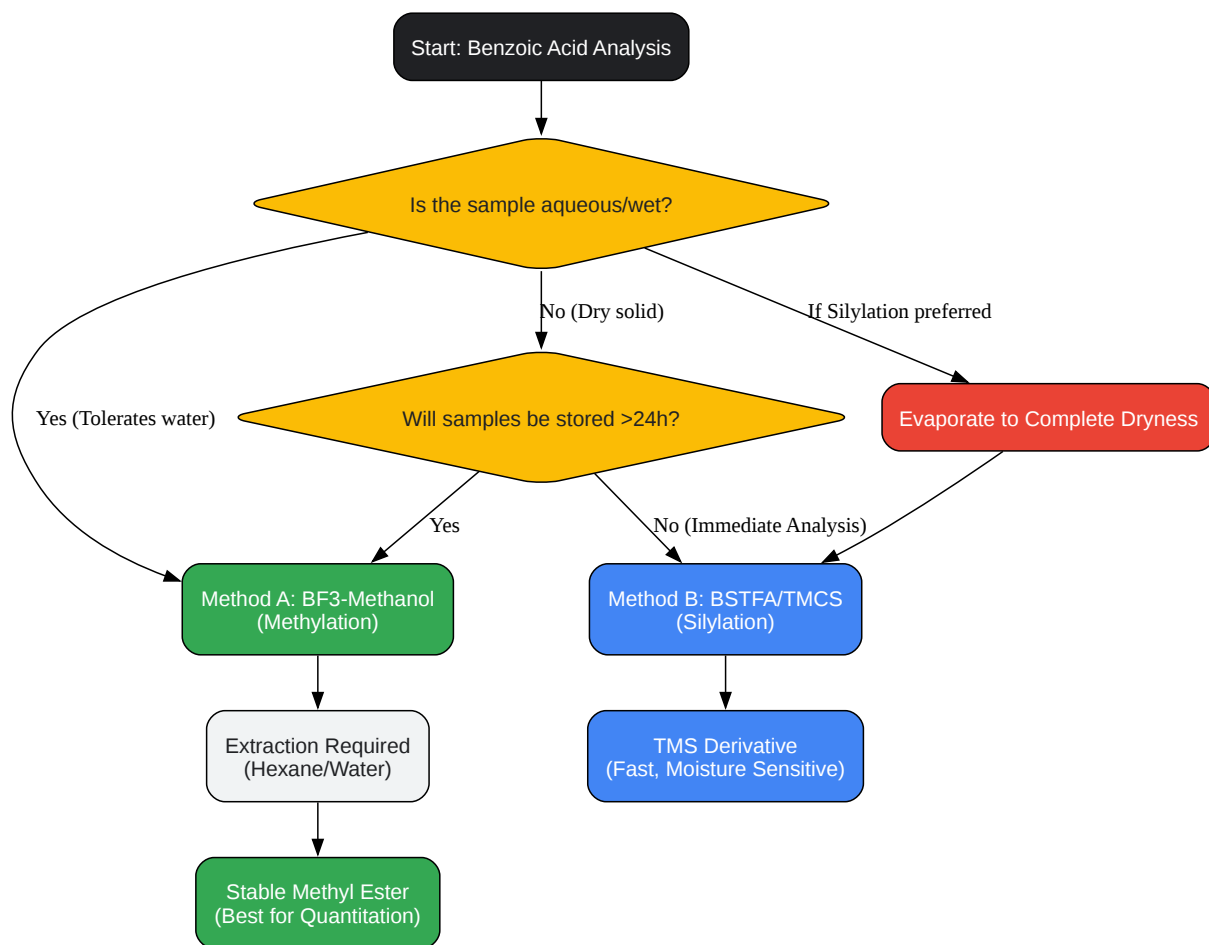 Start: Benzoic Acid Analysis
Is the sample aqueous/wet?
No (Dry solid)
If Silylation preferred
Yes (Tolerates water)
Will samples be stored >24h?
Evaporate to Complete Dryness
Yes
No (Immediate Analysis)
Method A: BF3-Methanol
(Methylation)
Method B: BSTFA/TMCS
(Silylation)
Extraction Required
(Hexane/Water)
TMS Derivative
(Fast, Moisture Sensitive)
Stable Methyl Ester
(Best for Quantitation)